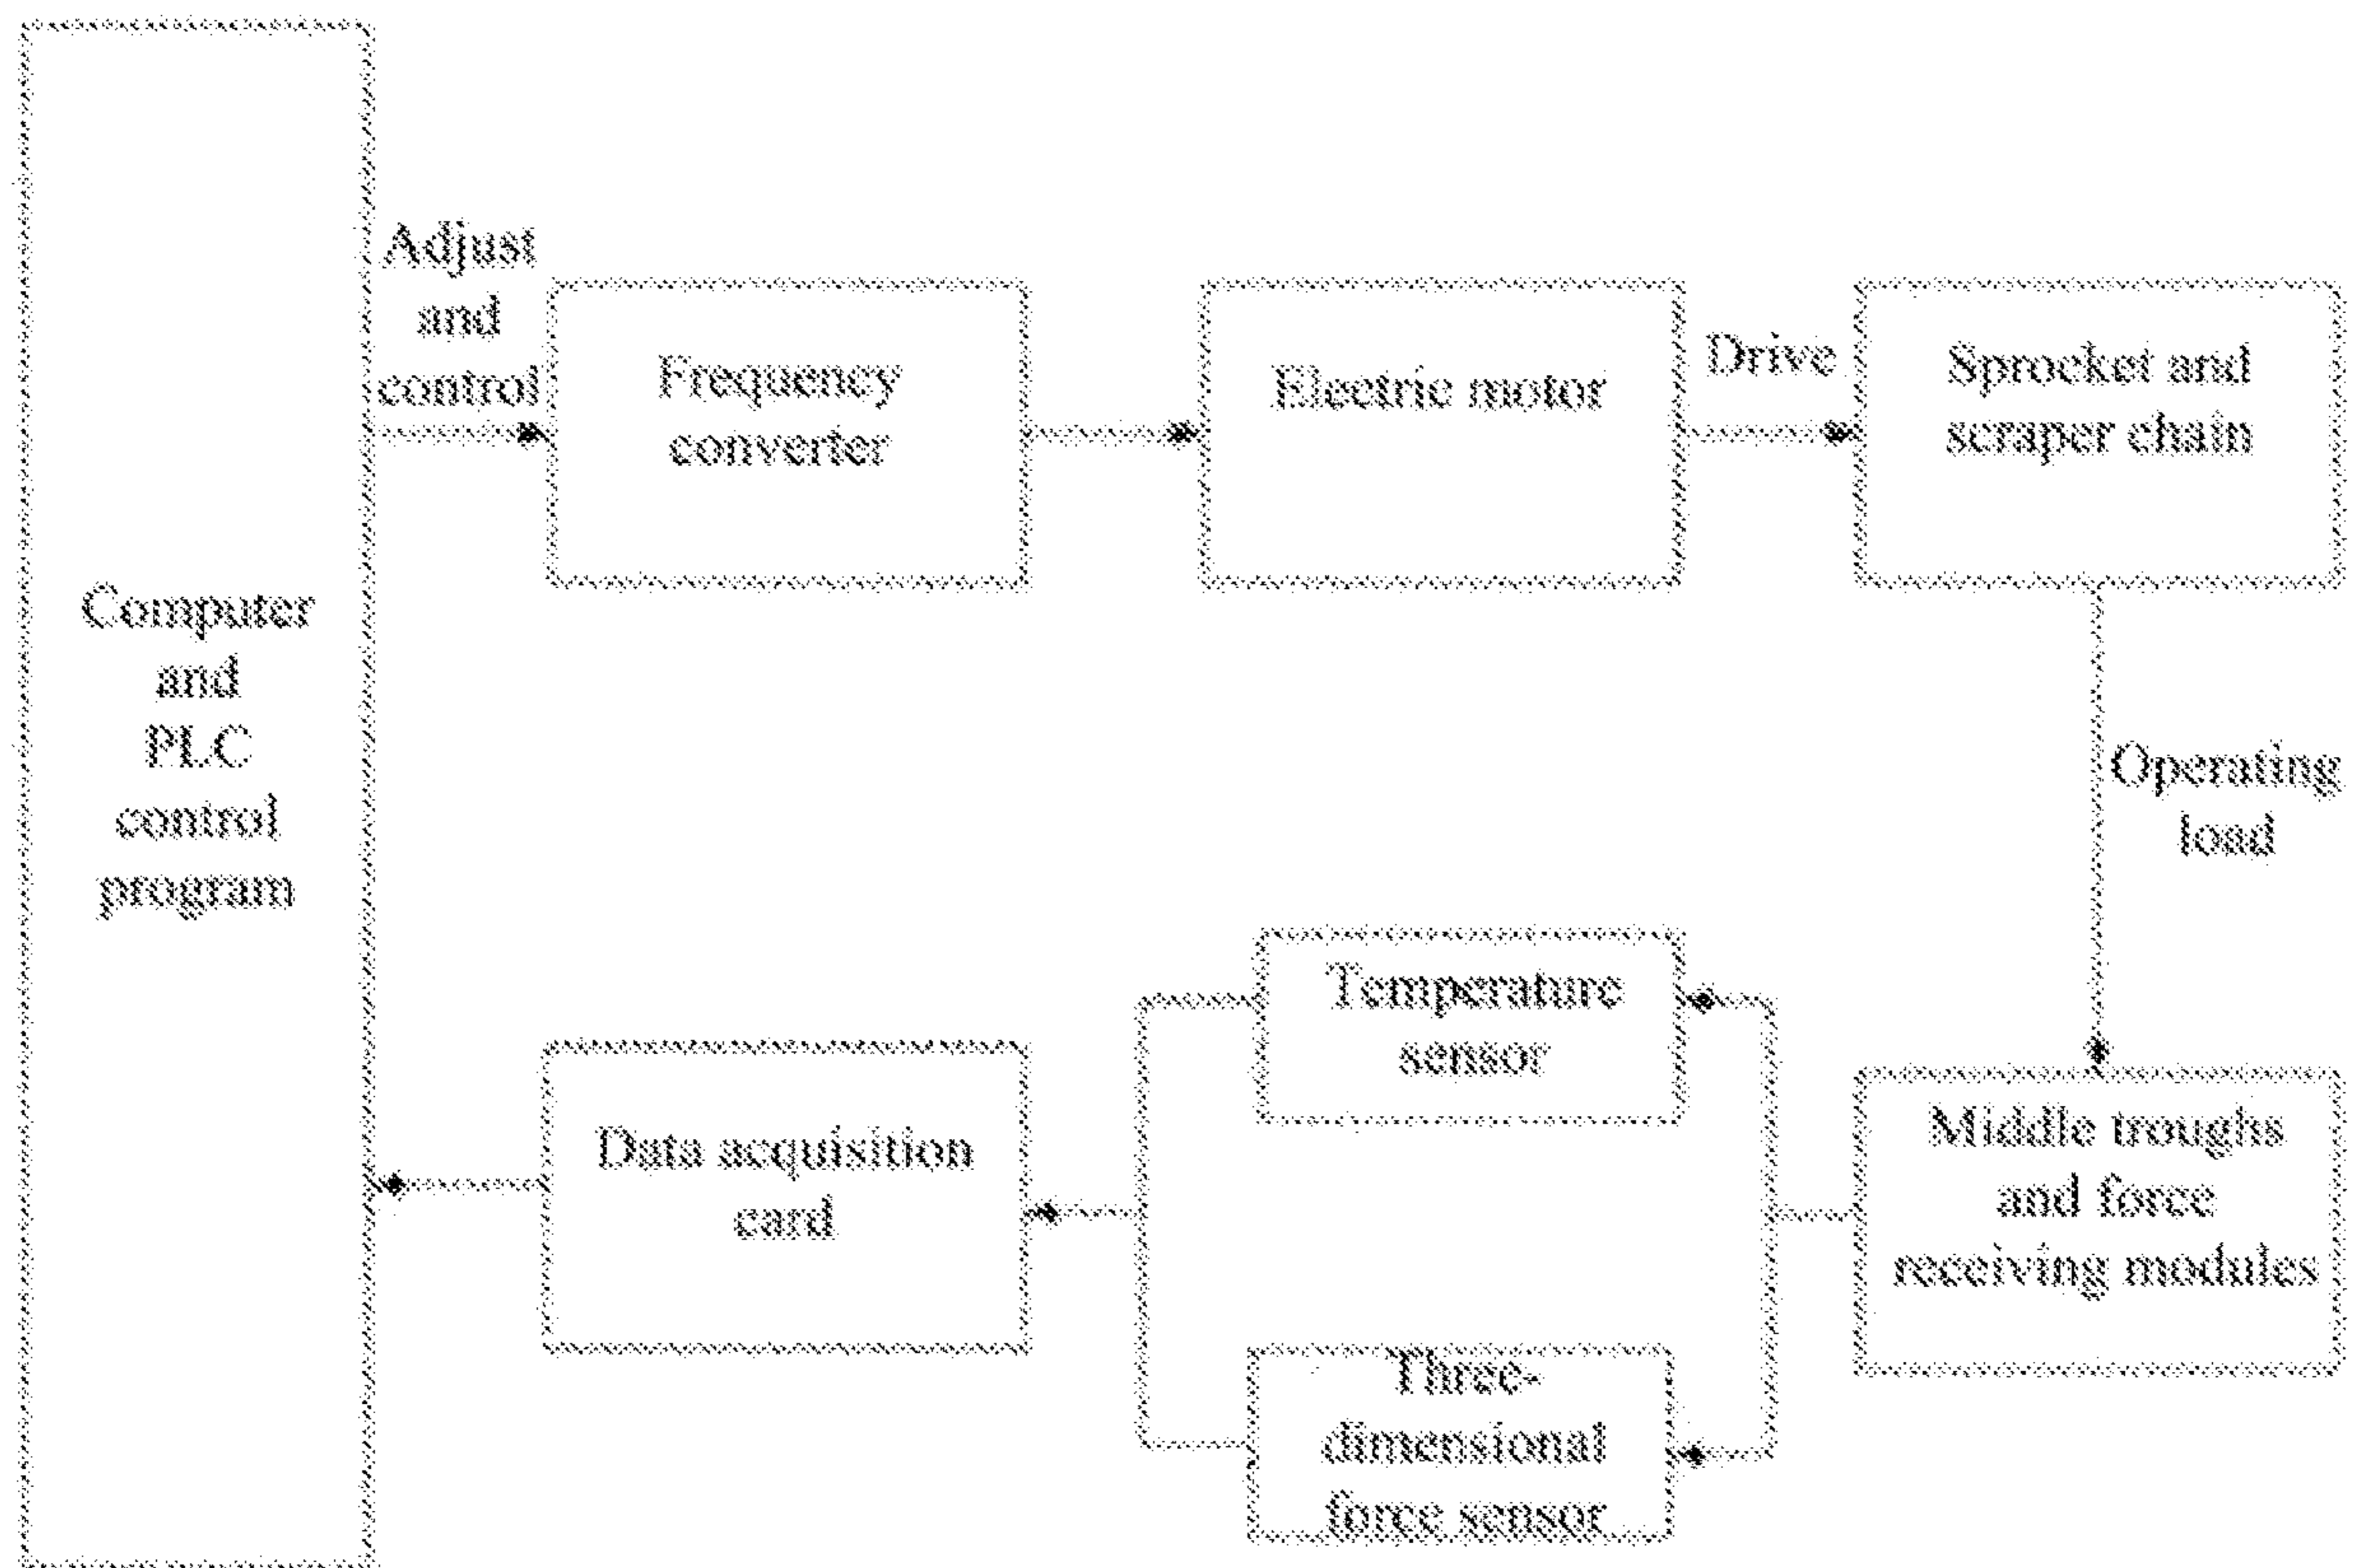 Adjust
and
control
Frequency
converter
Electric motor
Drive
Sprocket and
scraper chain
Computer
and
PLC
control
program
Operating
load
Temperature
sensor
Data acquisition
card
Middle troughs
and force
receiving modules
Three-
dimensional
force sensor